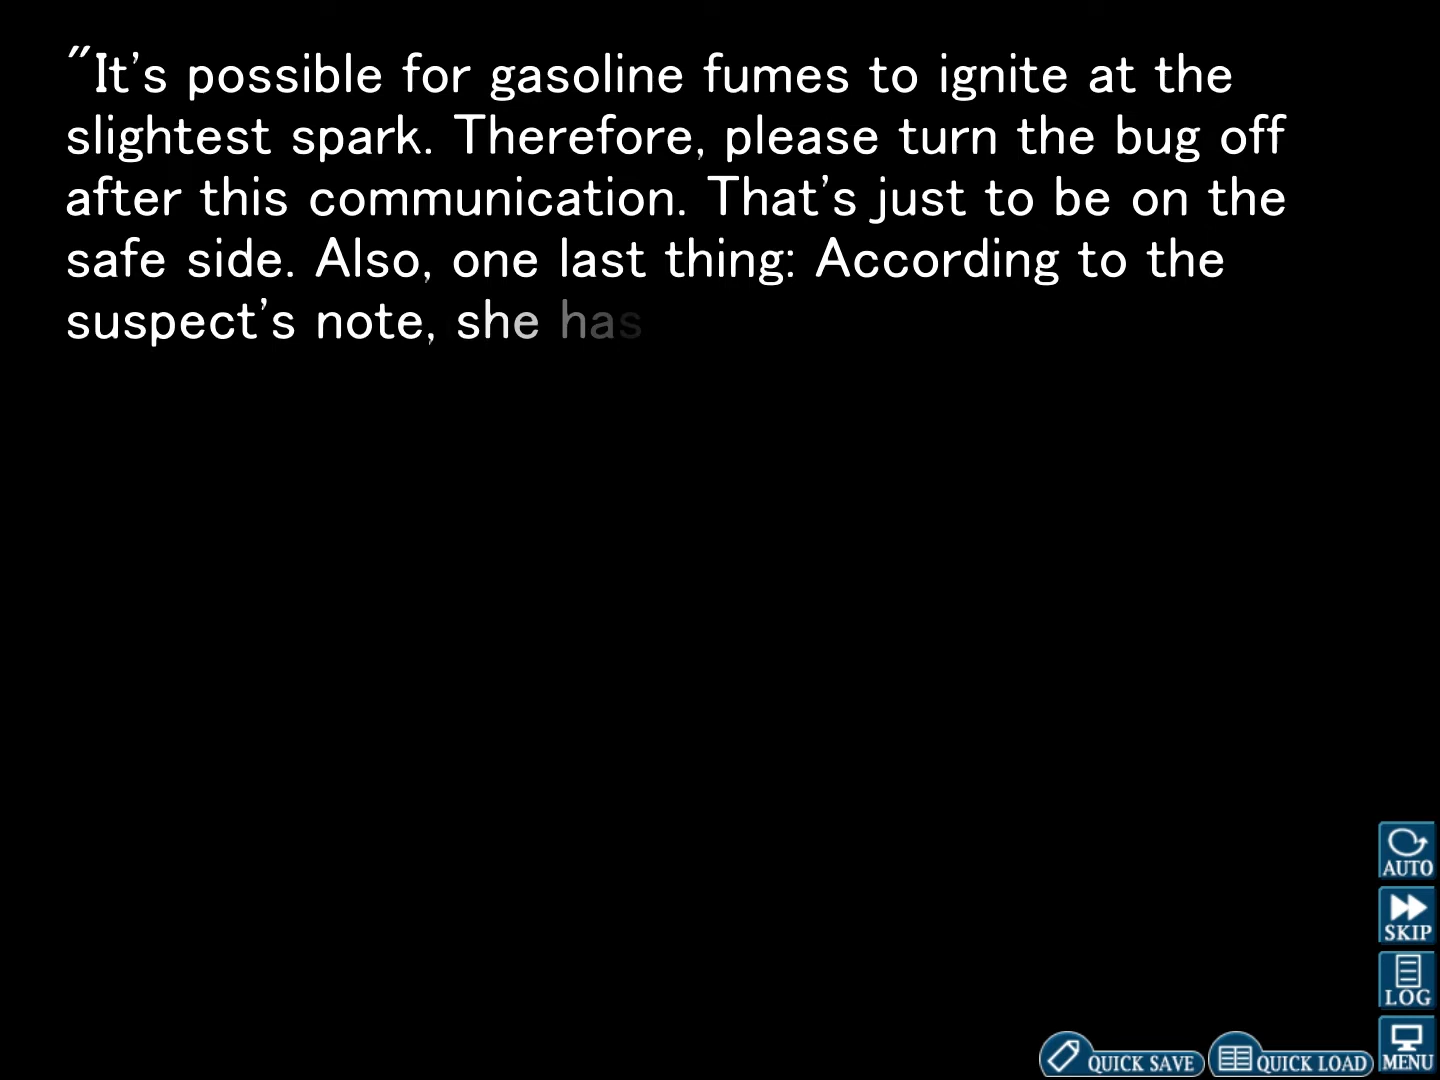 "It's possible for gasoline fumes to ignite at the
slightest spark. Therefore, please turn the bug off
after this communication. That's just to be on the
safe side. Also, one last thing: According to the
suspect's note, she has
AUTO
SKIP
LOG
MENU
QUICK SAVE
QUICK LOAD